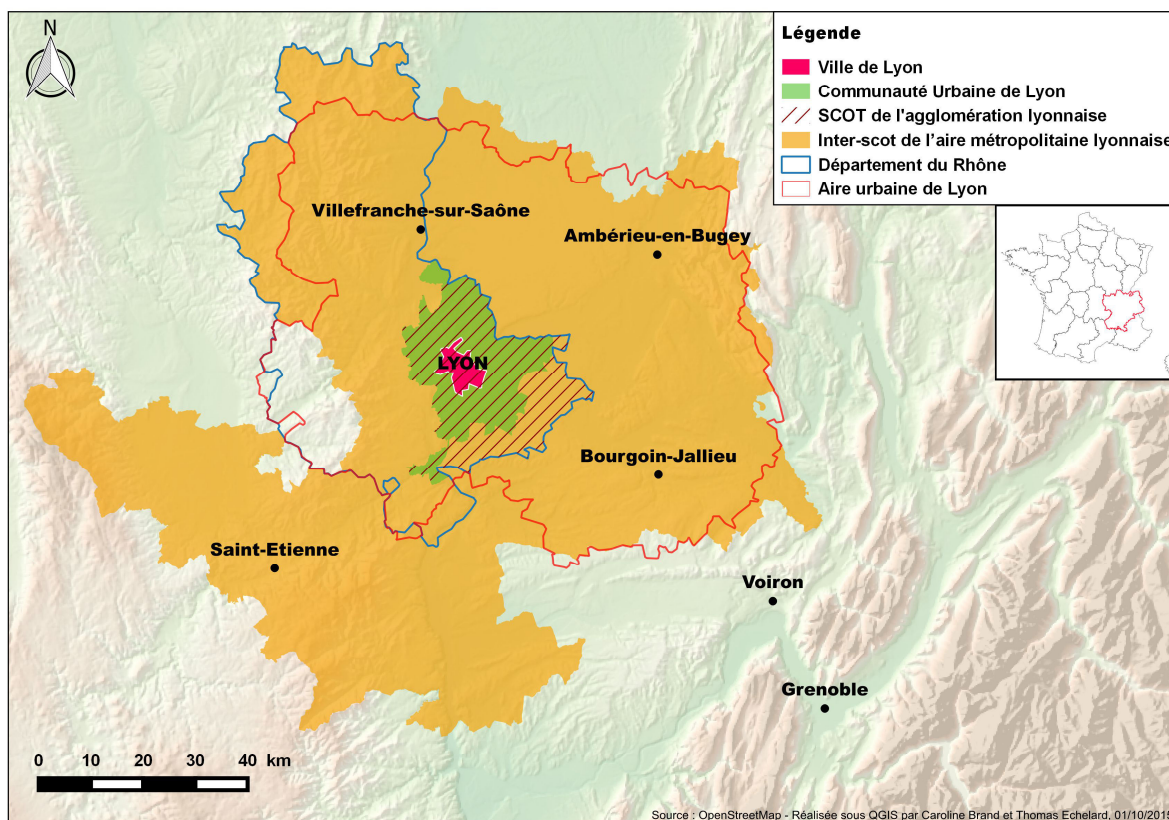 N
Légende
Ville de Lyon
Communauté Urbaine de Lyon
SCOT de l'agglomération lyonnaise
Inter-scot de l'aire métropolitaine lyonnaise
Département du Rhône
Aire urbaine de Lyon
Villefranche-sur-Saône
Ambérieu-en-Bugey
LYON
Bourgoin-Jallieu
Saint-Etienne
Voiron
Grenoble
0 10 20 30 40 km
Source : OpenStreetMap - Réalisée sous QGIS par Caroline Brand et Thomas Echelard, 01/10/2015